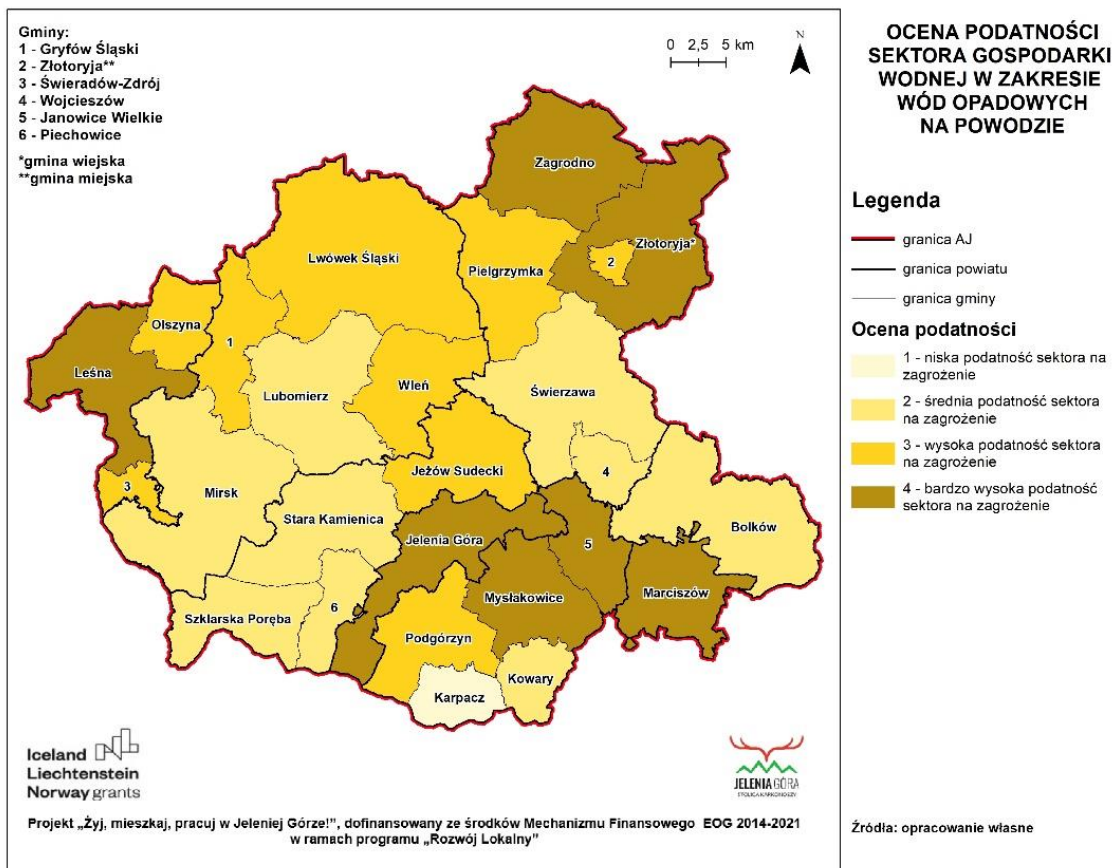 Gminy:
1 - Gryfów Śląski
2 - Złotoryja**
3 - Świeradów-Zdrój
4 - Wojcieszów
5 - Janowice Wielkie
6 - Piechowice
*gmina wiejska
**gmina miejska
0 2,5 5 km
N
Zagrodno
Złotoryja*
2
Pielgrzymka
Lwówek Śląski
Olszyna
1
Leśna
Lubomierz
Wleń
Świerzawa
4
Jeżów Sudecki
3
Mirsk
Stara Kamienica
Bolków
Jelenia Góra
5
Mysłakowice
Marciszów
Szklarska Poręba
6
Podgórzyn
Kowary
Karpacz
Iceland
Liechtenstein
Norway grants
JELENIA GÓRA
STOLICA KARKONOSZY
Projekt „Żyj, mieszkaj, pracuj w Jeleniej Górze!”, dofinansowany ze środków Mechanizmu Finansowego EOG 2014-2021
w ramach programu „Rozwój Lokalny”
OCENA PODATNOŚCI
SEKTORA GOSPODARKI
WODNEJ W ZAKRESIE
WÓD OPADOWYCH
NA POWODZIE
Legenda
granica AJ
granica powiatu
granica gminy
Ocena podatności
1 - niska podatność sektora na
zagrożenie
2 - średnia podatność sektora
na zagrożenie
3 - wysoka podatność sektora
na zagrożenie
4 - bardzo wysoka podatność
sektora na zagrożenie
Źródła: opracowanie własne